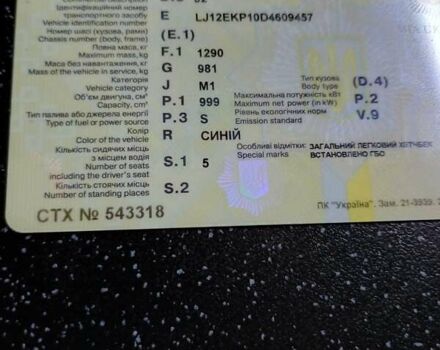 Ідентифікаційний номер
транспортного засобу E LJ12EKP10D4609457
Vehicle identification number
Номер шасі (кузова, рами) (E.1)
Chassis number (body, frame)
Повна маса, кг F.1 1290
Maximum mass, kg
Маса без навантаження, кг G 981
Mass of the vehicle in service, kg
Категорія J M1 Тип кузова (D.4)
Category Body type
Об'єм двигуна, см³ P.1 999 Максимальна потужність кВт P.2
Capacity, cm³ Maximum net power (in kW)
Тип палива або джерела енергії P.3 S Рівень екологічних норм V.9
Type of fuel or power source Emission standard
Колір R СИНІЙ
Color of the vehicle
Кількість сидячих місць Особливі відмітки: ЗАГАЛЬНИЙ ЛЕГКОВИЙ ХЕТЧБЕК
з місцем водія S.1 5 Special marks ВСТАНОВЛЕНО ГБО
Number of seats
including the driver's seat
Кількість стоячих місць S.2
Number of standing places
СТХ № 543318
ПК "Україна". Зам. 21-3939.